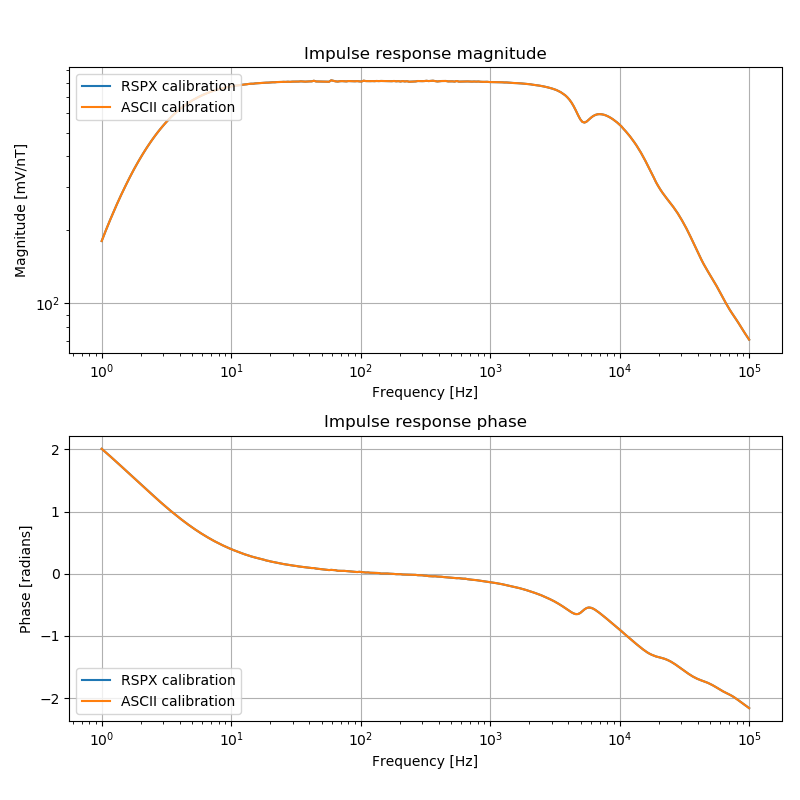 Impulse response magnitude
RSPX calibration
ASCII calibration
Magnitude [mV/nT]
10²
10⁰ 10¹ 10² 10³ 10⁴ 10⁵
Frequency [Hz]
Impulse response phase
2
1
0
−1
−2
Phase [radians]
RSPX calibration
ASCII calibration
10⁰ 10¹ 10² 10³ 10⁴ 10⁵
Frequency [Hz]